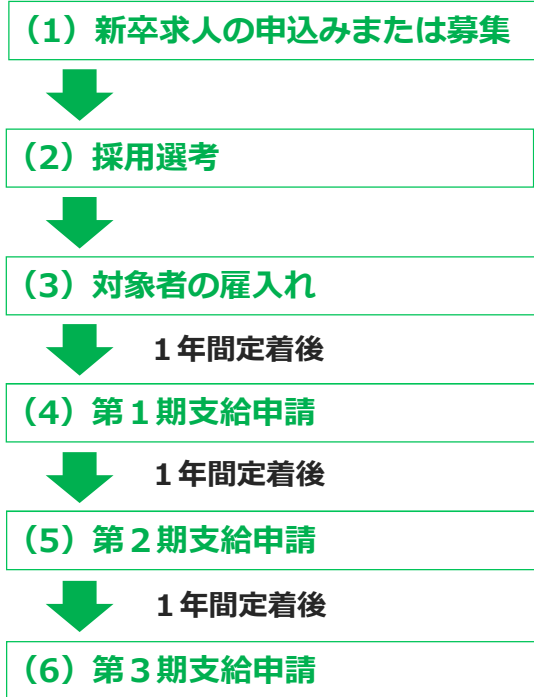 （1）新卒求人の申込みまたは募集
（2）採用選考
（3）対象者の雇入れ
１年間定着後
（4）第１期支給申請
１年間定着後
（5）第２期支給申請
１年間定着後
（6）第３期支給申請